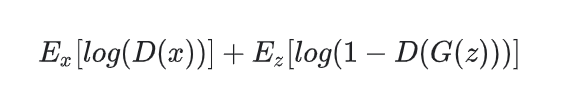 E_x[log(D(x))] + E_z[log(1 − D(G(z)))]